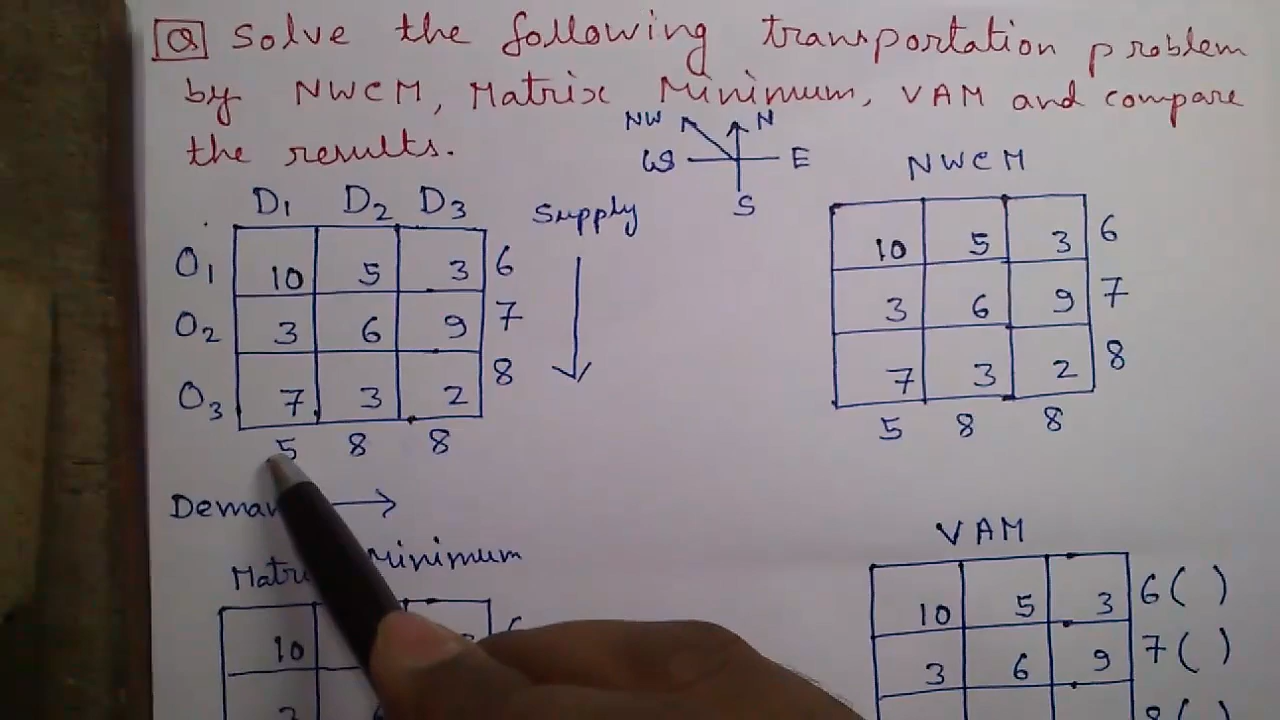 Q Solve the following transportation problem
by NWCM, Matrix Minimum, VAM and compare
the results.
NW N
W E
S
D1 D2 D3 Supply
O1 10 5 3 6
O2 3 6 9 7
O3 7 3 2 8
5 8 8
Demand
NWCM
10 5 3 6
3 6 9 7
7 3 2 8
5 8 8
Minimum
10
VAM
10 5 3 6 ( )
3 6 9 7 ( )